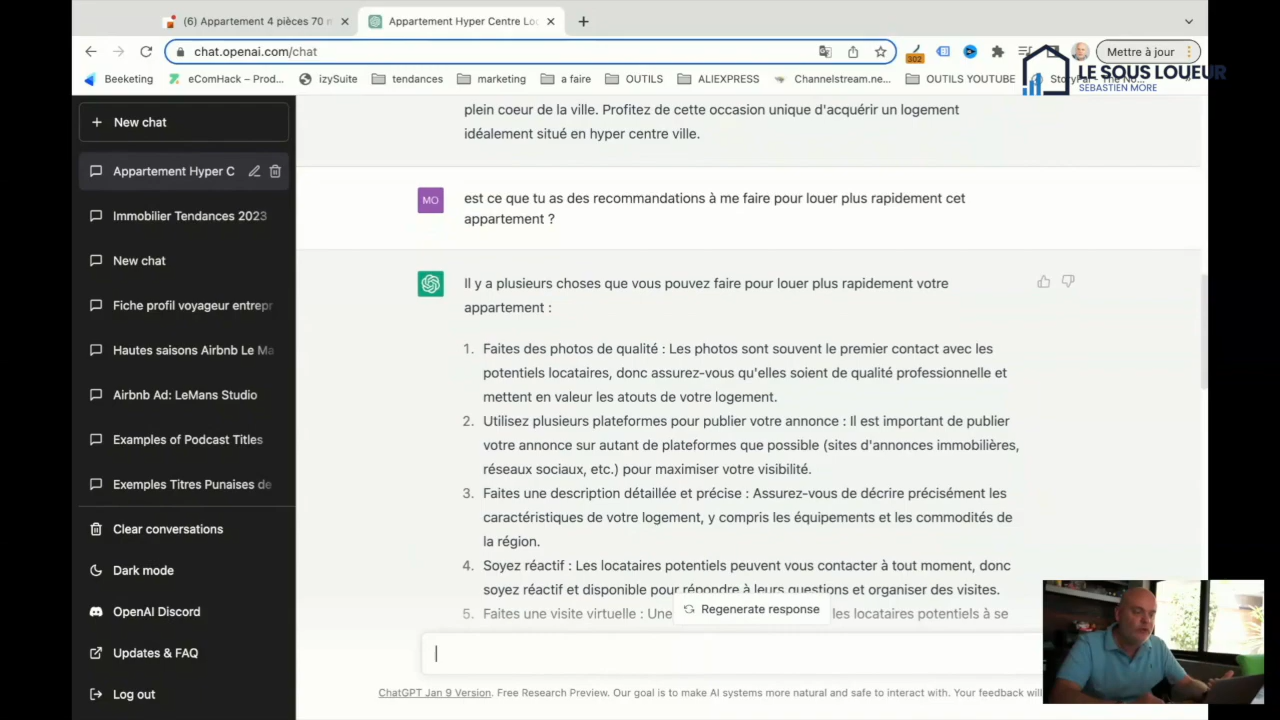 (6) Appartement 4 pièces 70 m
Appartement Hyper Centre Lo
chat.openai.com/chat
302
Mettre à jour
Beeketing
eComHack – Prod...
izySuite
tendances
marketing
a faire
OUTILS
ALIEXPRESS
Channelstream.ne...
OUTILS YOUTUBE
LE SOUS LOUEUR
SEBASTIEN MORE
New chat
Appartement Hyper C
Immobilier Tendances 2023
New chat
Fiche profil voyageur entrepr
Hautes saisons Airbnb Le Ma
Airbnb Ad: LeMans Studio
Examples of Podcast Titles
Exemples Titres Punaises de
Clear conversations
Dark mode
OpenAI Discord
Updates & FAQ
Log out
plein coeur de la ville. Profitez de cette occasion unique d'acquérir un logement
idéalement situé en hyper centre ville.
MO
est ce que tu as des recommandations à me faire pour louer plus rapidement cet
appartement ?
Il y a plusieurs choses que vous pouvez faire pour louer plus rapidement votre
appartement :
1. Faites des photos de qualité : Les photos sont souvent le premier contact avec les
potentiels locataires, donc assurez-vous qu'elles soient de qualité professionnelle et
mettent en valeur les atouts de votre logement.
2. Utilisez plusieurs plateformes pour publier votre annonce : Il est important de publier
votre annonce sur autant de plateformes que possible (sites d'annonces immobilières,
réseaux sociaux, etc.) pour maximiser votre visibilité.
3. Faites une description détaillée et précise : Assurez-vous de décrire précisément les
caractéristiques de votre logement, y compris les équipements et les commodités de
la région.
4. Soyez réactif : Les locataires potentiels peuvent vous contacter à tout moment, donc
soyez réactif et disponible pour répondre à leurs questions et organiser des visites.
5. Faites une visite virtuelle : Une les locataires potentiels à se
Regenerate response
ChatGPT Jan 9 Version. Free Research Preview. Our goal is to make AI systems more natural and safe to interact with. Your feedback will